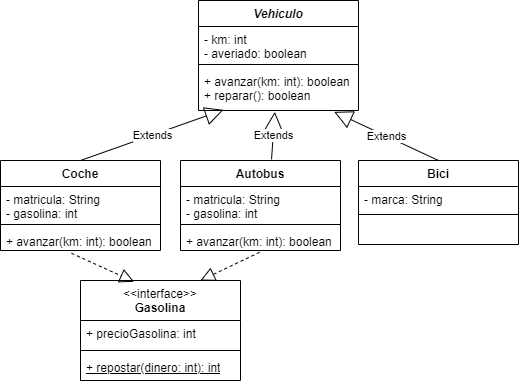 Vehiculo
- km: int
- averiado: boolean
+ avanzar(km: int): boolean
+ reparar(): boolean
Extends
Extends
Extends
Coche
- matricula: String
- gasolina: int
+ avanzar(km: int): boolean
Autobus
- matricula: String
- gasolina: int
+ avanzar(km: int): boolean
Bici
- marca: String
<<interface>>
Gasolina
+ precioGasolina: int
+ repostar(dinero: int): int